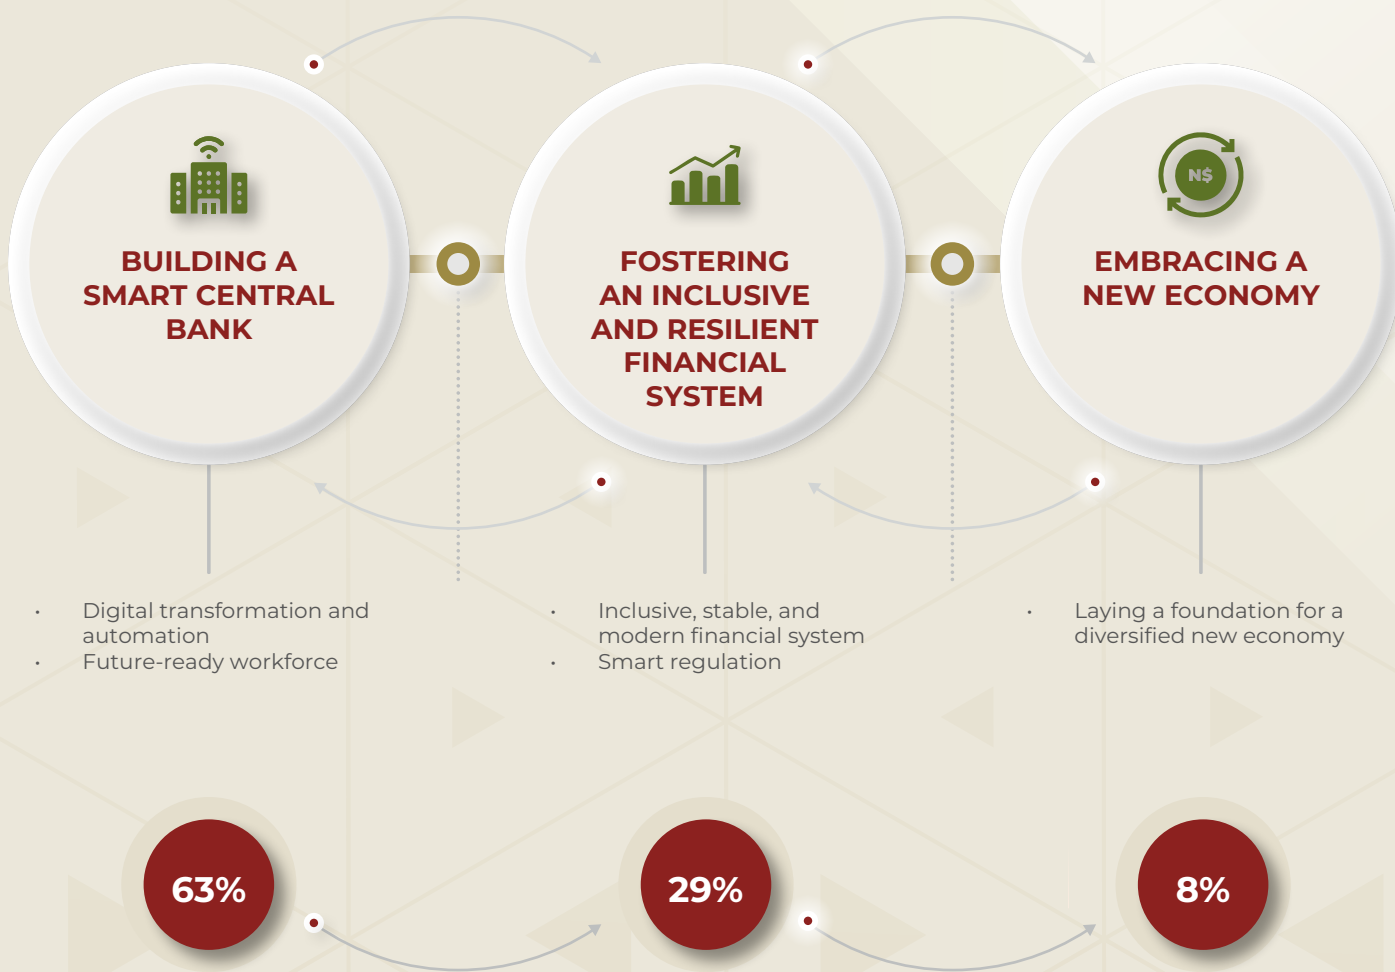 N$
BUILDING A
SMART CENTRAL
BANK
FOSTERING
AN INCLUSIVE
AND RESILIENT
FINANCIAL
SYSTEM
EMBRACING A
NEW ECONOMY
• Digital transformation and
automation
• Future-ready workforce
• Inclusive, stable, and
modern financial system
• Smart regulation
• Laying a foundation for a
diversified new economy
63%
29%
8%